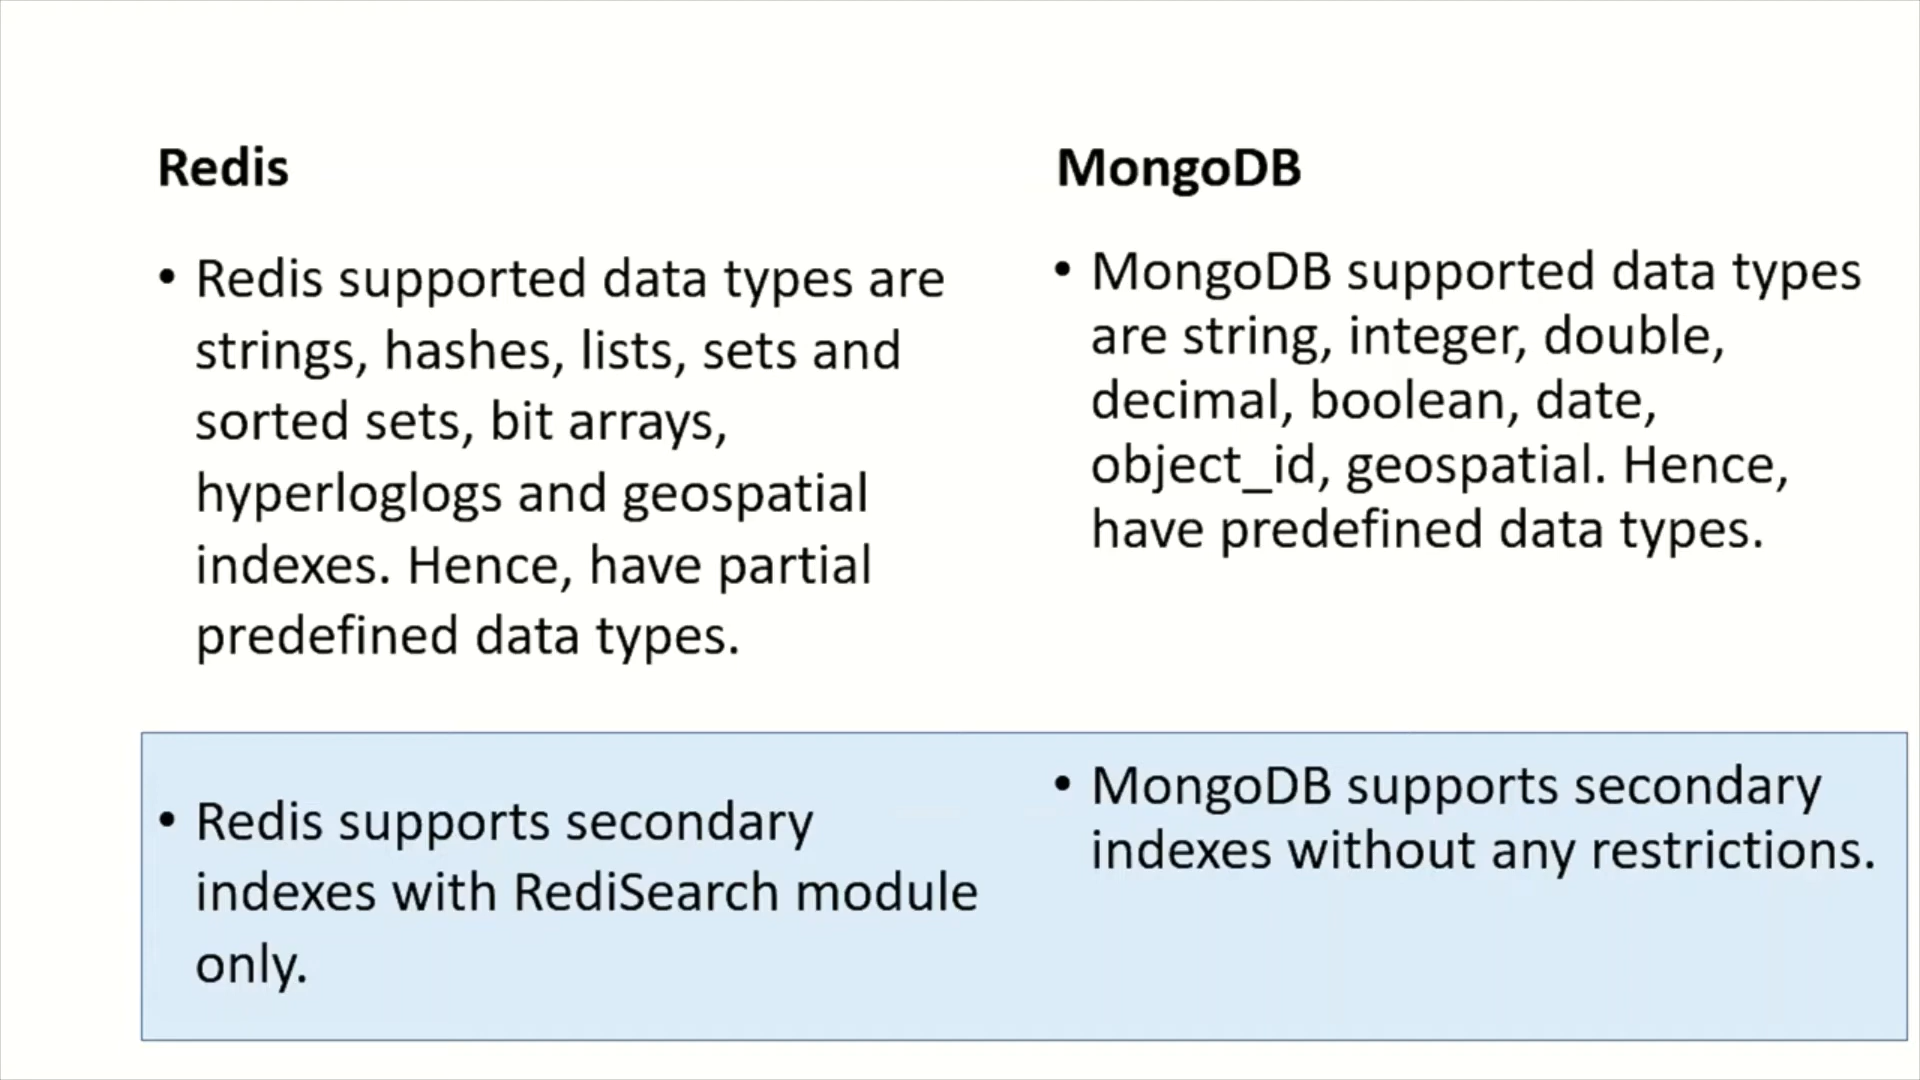 Redis
• Redis supported data types are
strings, hashes, lists, sets and
sorted sets, bit arrays,
hyperloglogs and geospatial
indexes. Hence, have partial
predefined data types.
• Redis supports secondary
indexes with RediSearch module
only.
MongoDB
• MongoDB supported data types
are string, integer, double,
decimal, boolean, date,
object_id, geospatial. Hence,
have predefined data types.
• MongoDB supports secondary
indexes without any restrictions.